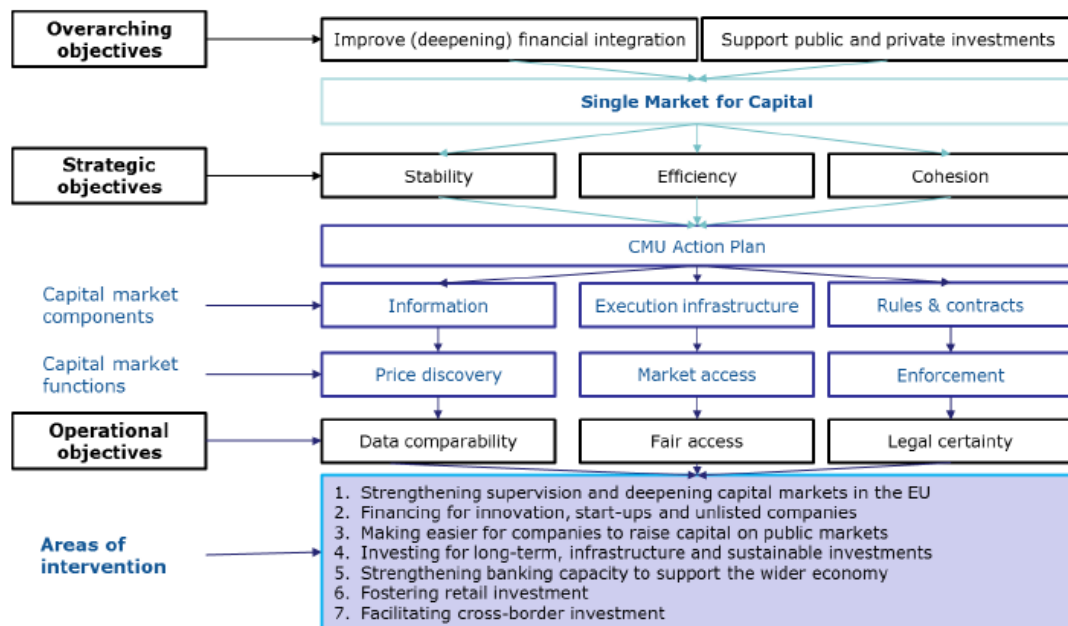 Overarching
objectives
Improve (deepening) financial integration
Support public and private investments
Single Market for Capital
Strategic
objectives
Stability
Efficiency
Cohesion
CMU Action Plan
Capital market
components
Information
Execution infrastructure
Rules & contracts
Capital market
functions
Price discovery
Market access
Enforcement
Operational
objectives
Data comparability
Fair access
Legal certainty
Areas of
intervention
1. Strengthening supervision and deepening capital markets in the EU
2. Financing for innovation, start-ups and unlisted companies
3. Making easier for companies to raise capital on public markets
4. Investing for long-term, infrastructure and sustainable investments
5. Strengthening banking capacity to support the wider economy
6. Fostering retail investment
7. Facilitating cross-border investment